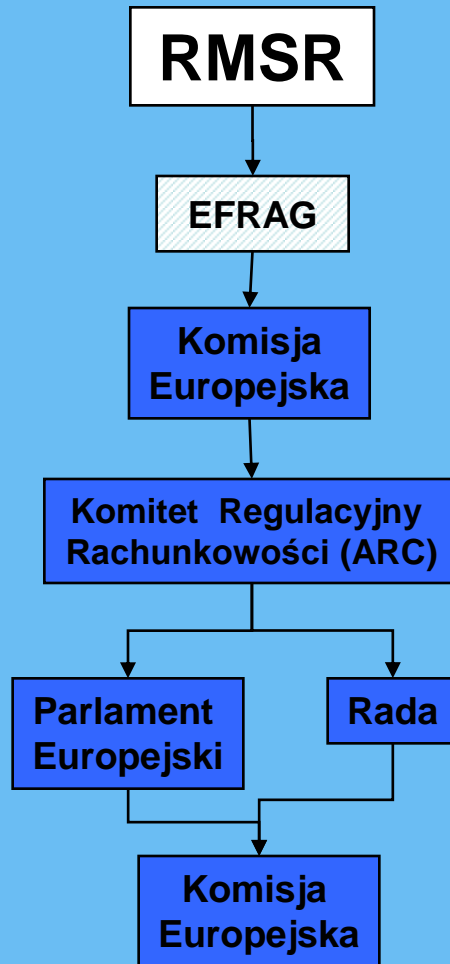 RMSR
EFRAG
Komisja
Europejska
Komitet Regulacyjny
Rachunkowości (ARC)
Parlament
Europejski
Rada
Komisja
Europejska